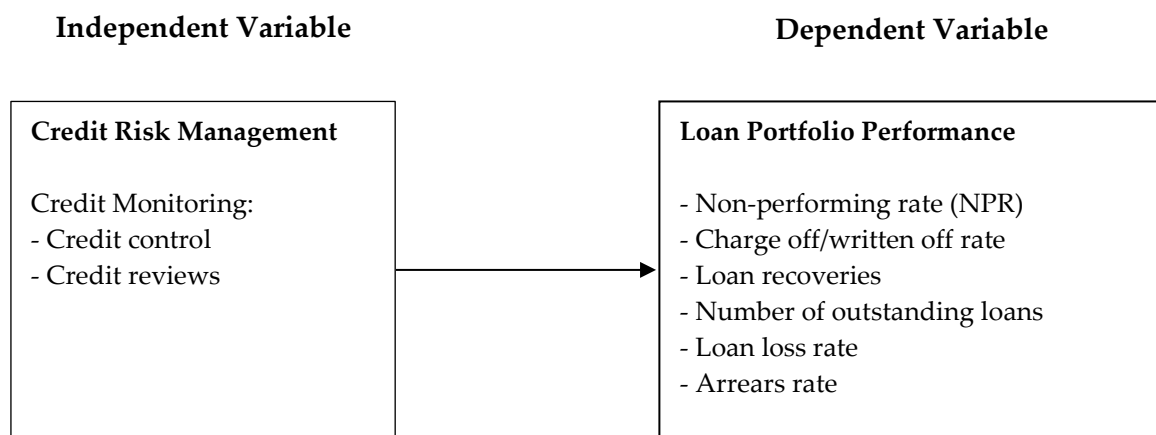 Independent Variable
Dependent Variable
Credit Risk Management
Credit Monitoring:
- Credit control
- Credit reviews
Loan Portfolio Performance
- Non-performing rate (NPR)
- Charge off/written off rate
- Loan recoveries
- Number of outstanding loans
- Loan loss rate
- Arrears rate